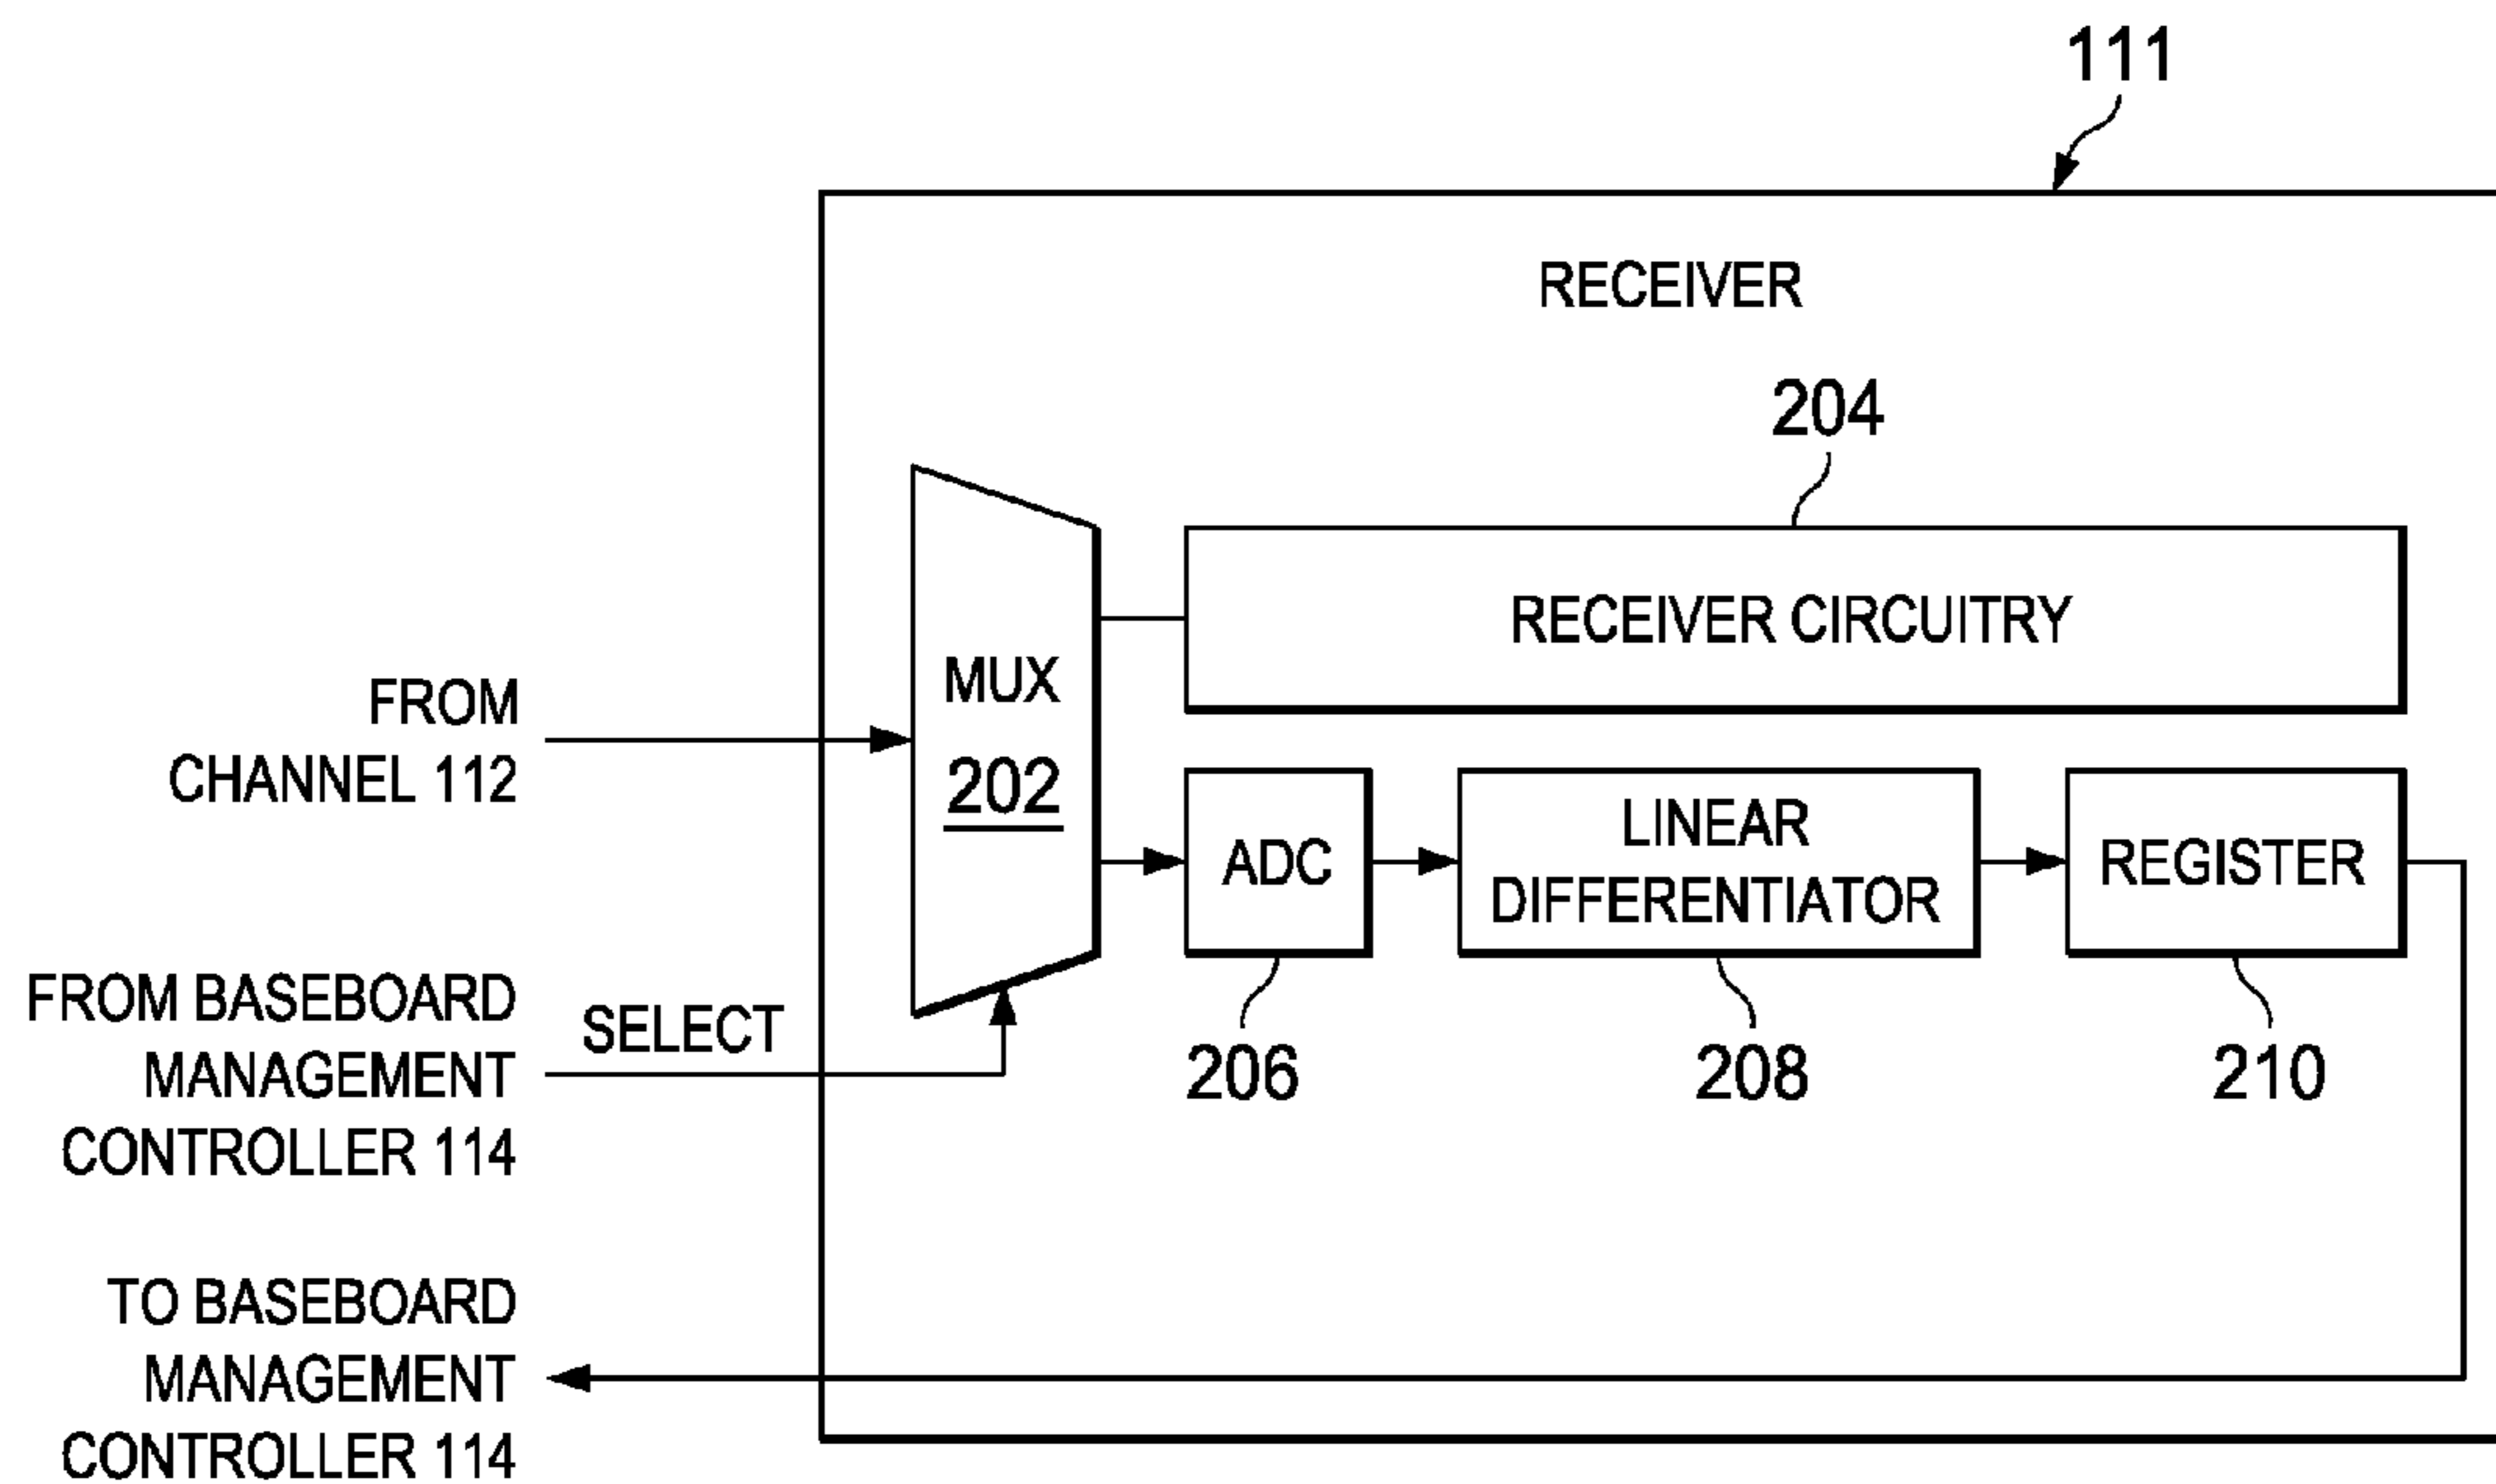 111
RECEIVER
204
RECEIVER CIRCUITRY
MUX
202
FROM
CHANNEL 112
ADC
LINEAR
DIFFERENTIATOR
REGISTER
FROM BASEBOARD
MANAGEMENT
CONTROLLER 114
SELECT
206
208
210
TO BASEBOARD
MANAGEMENT
CONTROLLER 114